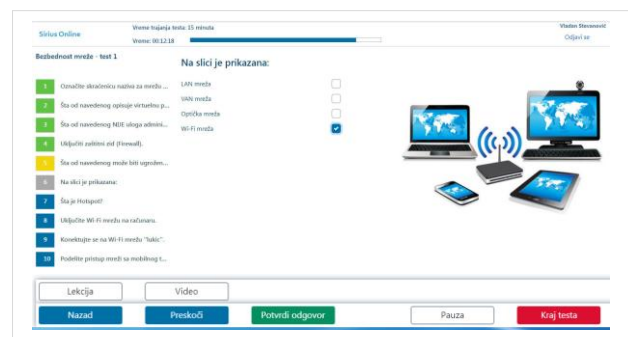 Sirius Online
Vreme trajanja testa: 15 minuta
Vreme: 00:12:18
Vladan Stevanović
Odjavi se
Bezbednost mreže - test 1
Na slici je prikazana:
1 Označite skraćenicu naziva za mrežu ...
2 Šta od navedenog opisuje virtuelnu p...
3 Šta od navedenog NDE uloga admini...
4 Uključiti zaštitni zid (Firewall).
5 Šta od navedenog može biti ugrožen...
6 Na slici je prikazana:
7 Šta je Hotspot?
8 Uključite Wi-Fi mrežu na računaru.
9 Konektujte se na Wi-Fi mrežu "lukic".
10 Podelite pristup mreži sa mobilnog t...
LAN mreža
VAN mreža
Optička mreža
Wi-Fi mreža
Lekcija
Video
Nazad
Preskoči
Potvrdi odgovor
Pauza
Kraj testa